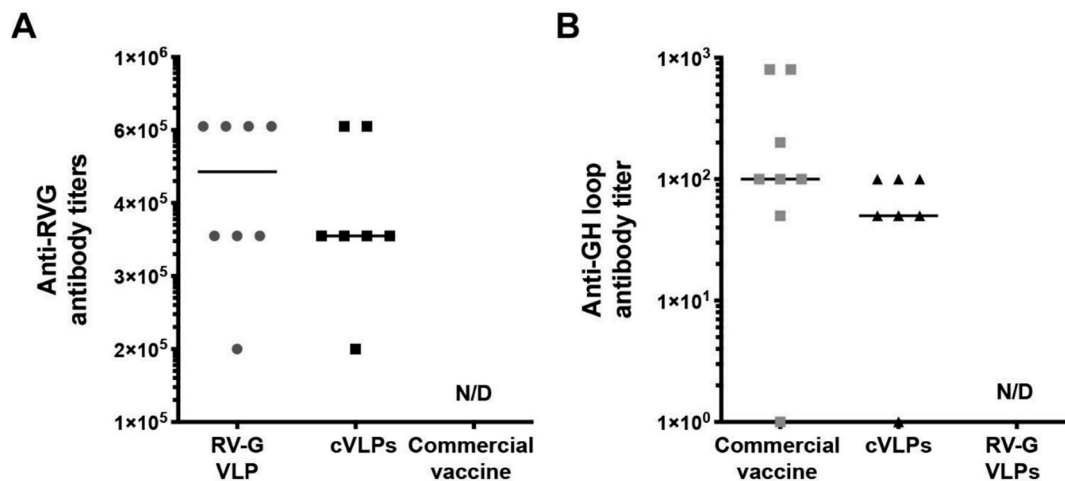 A
Anti-RVG
antibody titers
1×10⁶
6×10⁵
4×10⁵
3×10⁵
2×10⁵
1×10⁵
N/D
RV-G
VLP
cVLPs
Commercial
vaccine
B
Anti-GH loop
antibody titer
1×10³
1×10²
1×10¹
1×10⁰
N/D
Commercial
vaccine
cVLPs
RV-G
VLPs